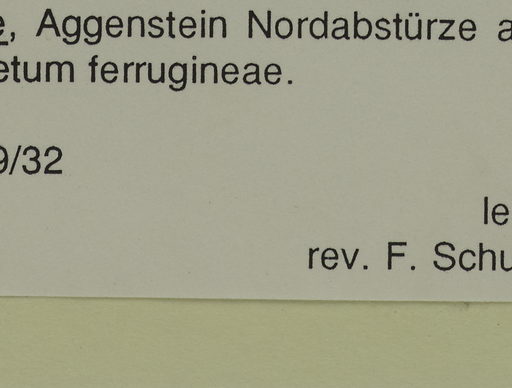 e, Aggenstein Nordabstürze a
etum ferrugineae.
9/32
le
rev. F. Schu